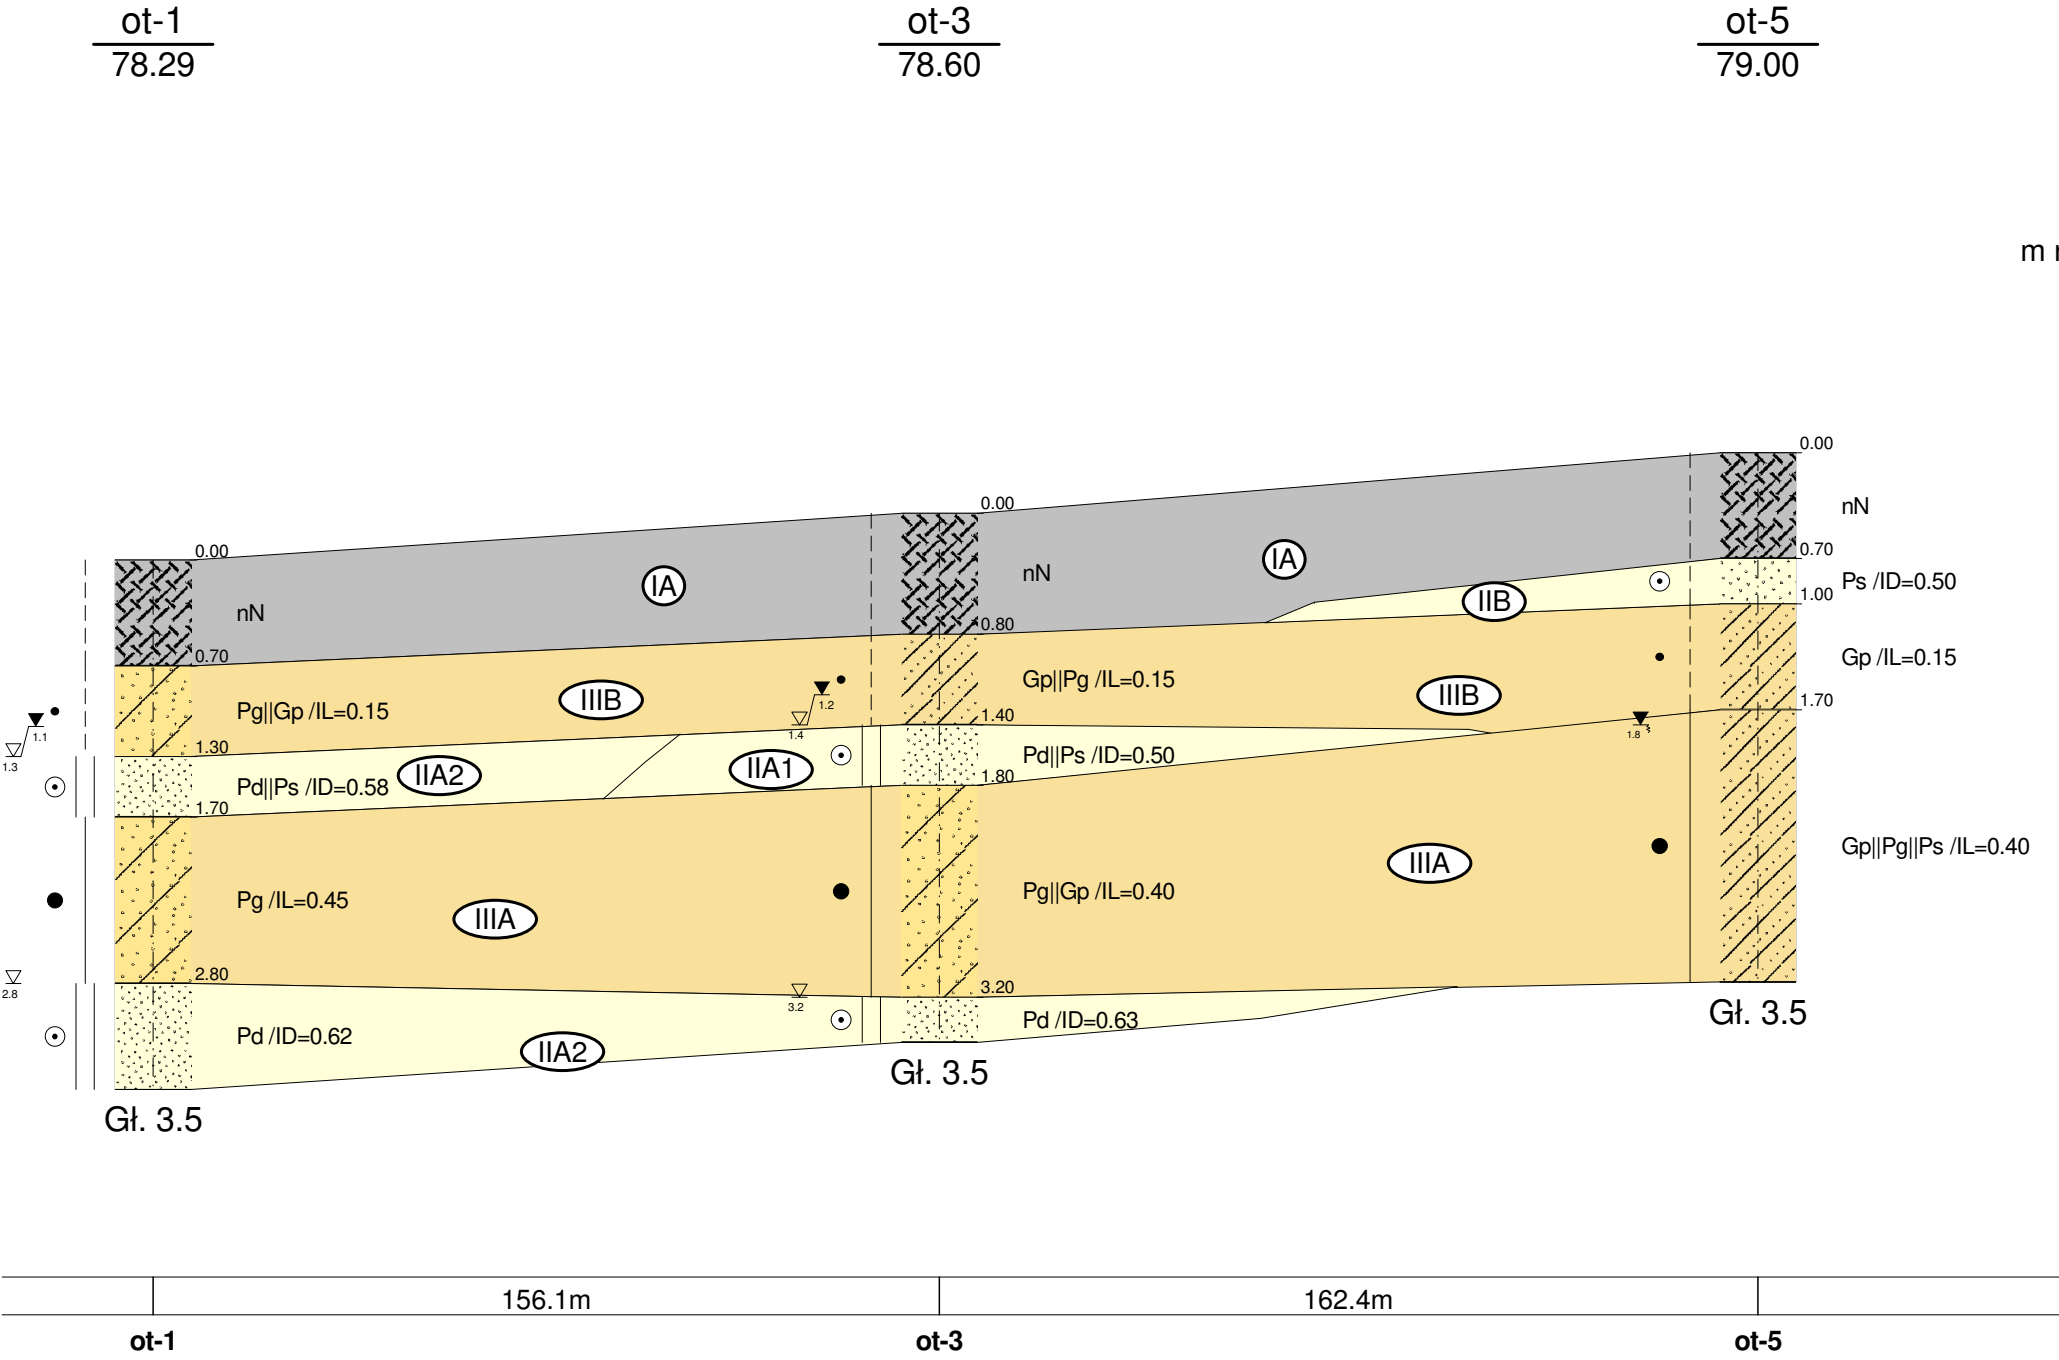 ot-1 ot-3 ot-5
78.29 78.60 79.00
m
0.00
0.00
nN
0.00
0.70
IA
IA
nN
nN
Ps /ID=0.50
IIB
1.00
0.80
0.70
Gp /IL=0.15
Gp||Pg /IL=0.15
IIIB
IIIB
1.70
1.2
Pg||Gp /IL=0.15
1.40
1.1
1.4
1.8
1.30
Pd||Ps /ID=0.50
1.3
IIA2
IIA1
1.80
Pd||Ps /ID=0.58
1.70
Gp||Pg||Ps /IL=0.40
IIIA
Pg||Gp /IL=0.40
Pg /IL=0.45
IIIA
2.80
3.20
2.8
3.2
Gł. 3.5
Pd /ID=0.63
Pd /ID=0.62
IIA2
Gł. 3.5
Gł. 3.5
156.1m 162.4m
ot-1 ot-3 ot-5